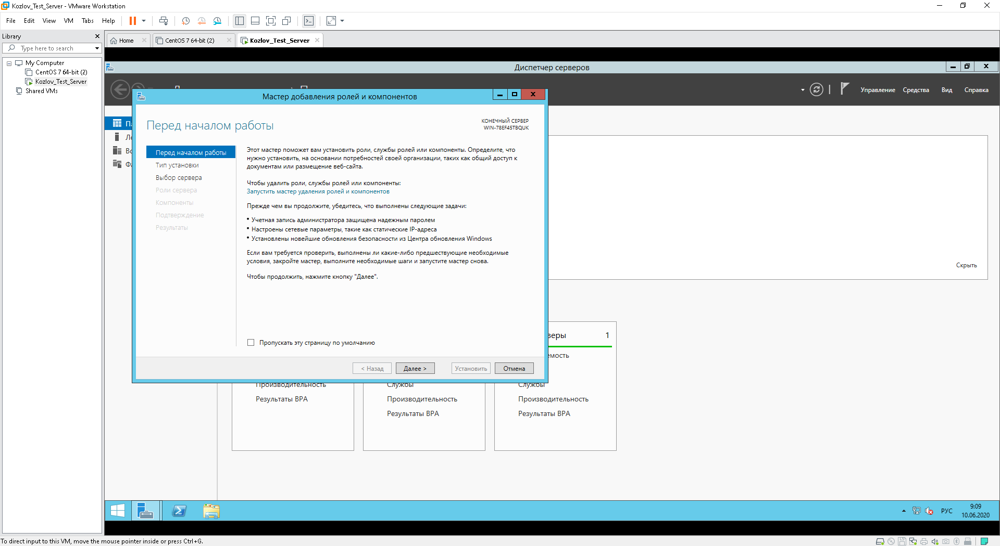 Kozlov_Test_Server - VMware Workstation
File Edit View VM Tabs Help
Library
Type here to search
My Computer
CentOS 7 64-bit (2)
Kozlov_Test_Server
Shared VMs
Home
CentOS 7 64-bit (2)
Kozlov_Test_Server
Диспетчер серверов
Управление Средства Вид Справка
Мастер добавления ролей и компонентов
Перед началом работы
КОНЕЧНЫЙ СЕРВЕР
WIN-78EF45TBQUK
Перед началом работы
Тип установки
Выбор сервера
Роли сервера
Компоненты
Подтверждение
Результаты
Этот мастер поможет вам установить роли, службы ролей или компоненты. Определите, что
нужно установить, на основании потребностей своей организации, таких как общий доступ к
документам или размещение веб-сайта.
Чтобы удалить роли, службы ролей или компоненты:
Запустить мастер удаления ролей и компонентов
Прежде чем вы продолжите, убедитесь, что выполнены следующие задачи:
• Учетная запись администратора защищена надежным паролем
• Настроены сетевые параметры, такие как статические IP-адреса
• Установлены новейшие обновления безопасности из Центра обновления Windows
Если вам требуется проверить, выполнены ли какие-либо предшествующие необходимые
условия, закройте мастер, выполните необходимые шаги и запустите мастер снова.
Чтобы продолжить, нажмите кнопку "Далее".
Пропускать эту страницу по умолчанию
< Назад Далее > Установить Отмена
Скрыть
веры 1
емость
Производительность
Результаты BPA
Службы
Производительность
Результаты BPA
Службы
Производительность
Результаты BPA
РУС
9:09
10.06.2020
To direct input to this VM, move the mouse pointer inside or press Ctrl+G.